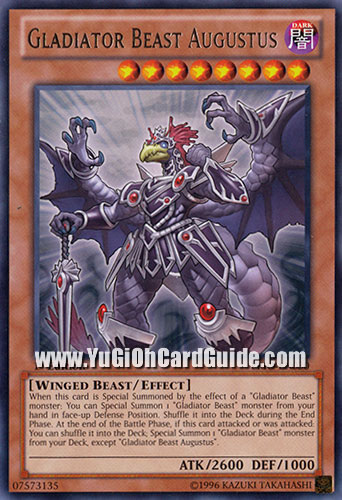 GLADIATOR BEAST AUGUSTUS
DARK
闇
www.YuGiOhCardGuide.com
[WINGED BEAST/EFFECT]
When this card is Special Summoned by the effect of a "Gladiator Beast"
monster: You can Special Summon 1 "Gladiator Beast" monster from your
hand in face-up Defense Position. Shuffle it into the Deck during the End
Phase. At the end of the Battle Phase, if this card attacked or was attacked:
You can shuffle it into the Deck; Special Summon 1 "Gladiator Beast" monster
from your Deck, except "Gladiator Beast Augustus".
ATK/2600 DEF/1000
07573135
©1996 KAZUKI TAKAHASHI